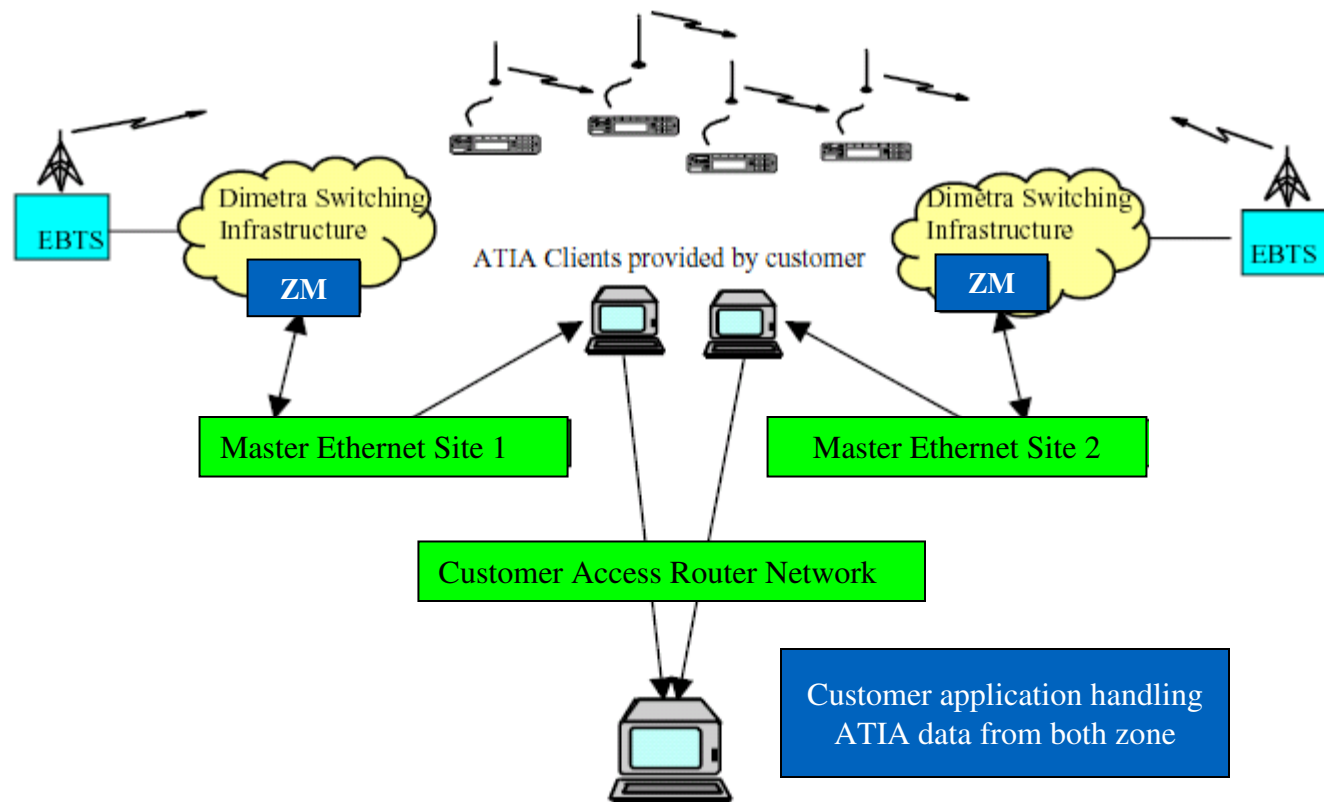 Dimetra Switching
Infrastructure
EBTS
ZM
ATIA Clients provided by customer
Dimetra Switching
Infrastructure
EBTS
ZM
Master Ethernet Site 1
Master Ethernet Site 2
Customer Access Router Network
Customer application handling
ATIA data from both zone